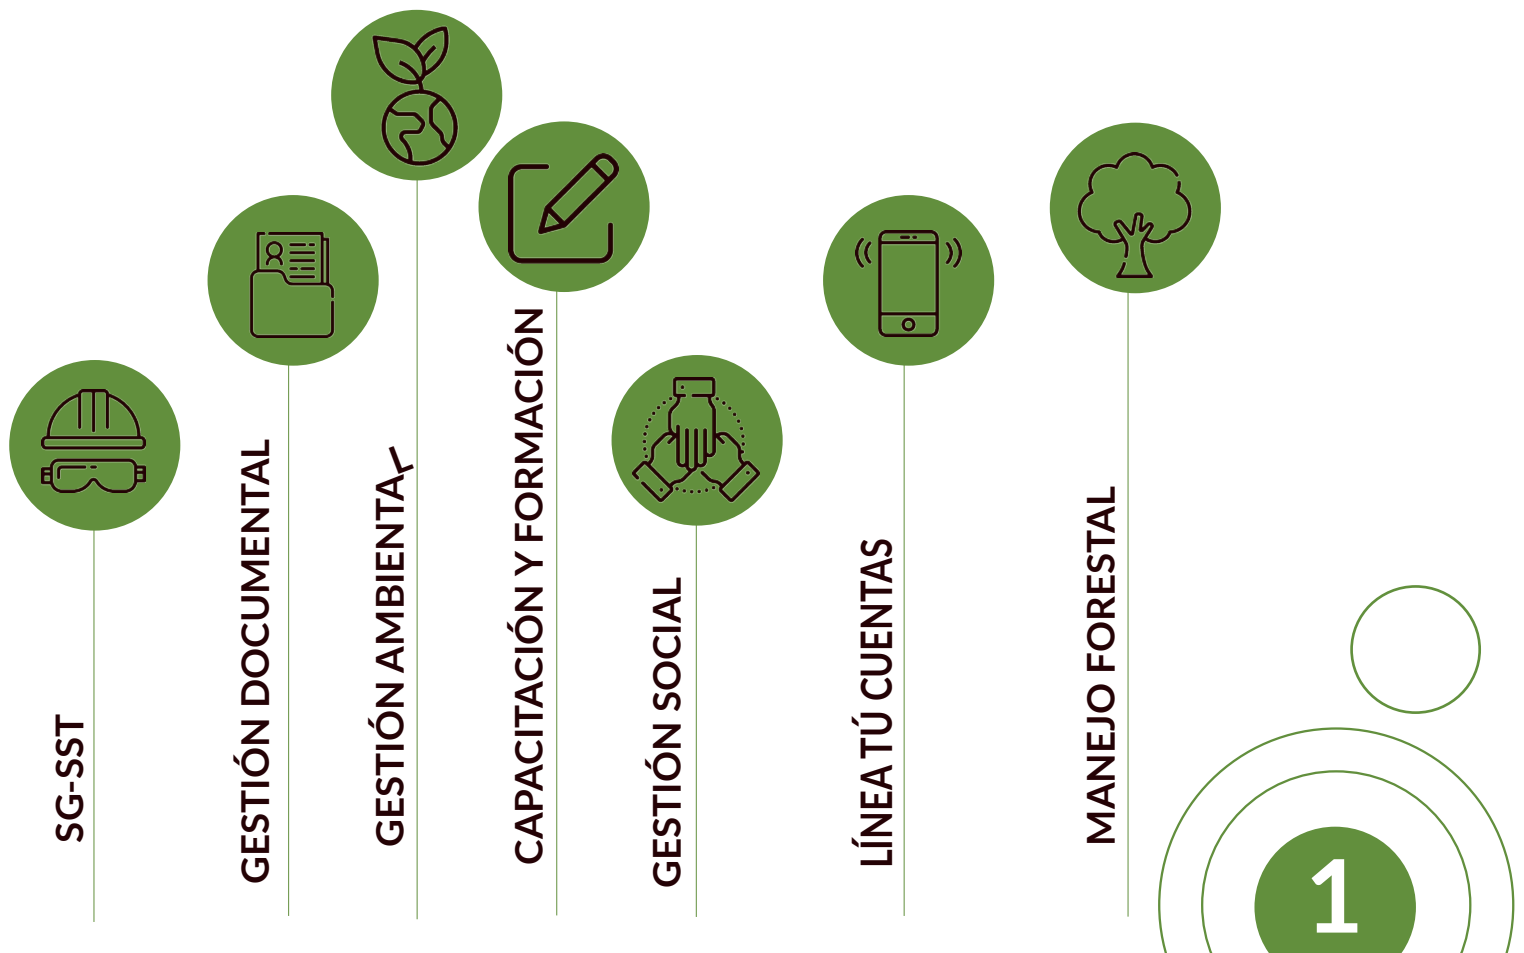 SG-SST
GESTIÓN DOCUMENTAL
GESTIÓN AMBIENTAL
CAPACITACIÓN Y FORMACIÓN
GESTIÓN SOCIAL
LÍNEA TÚ CUENTAS
MANEJO FORESTAL
1